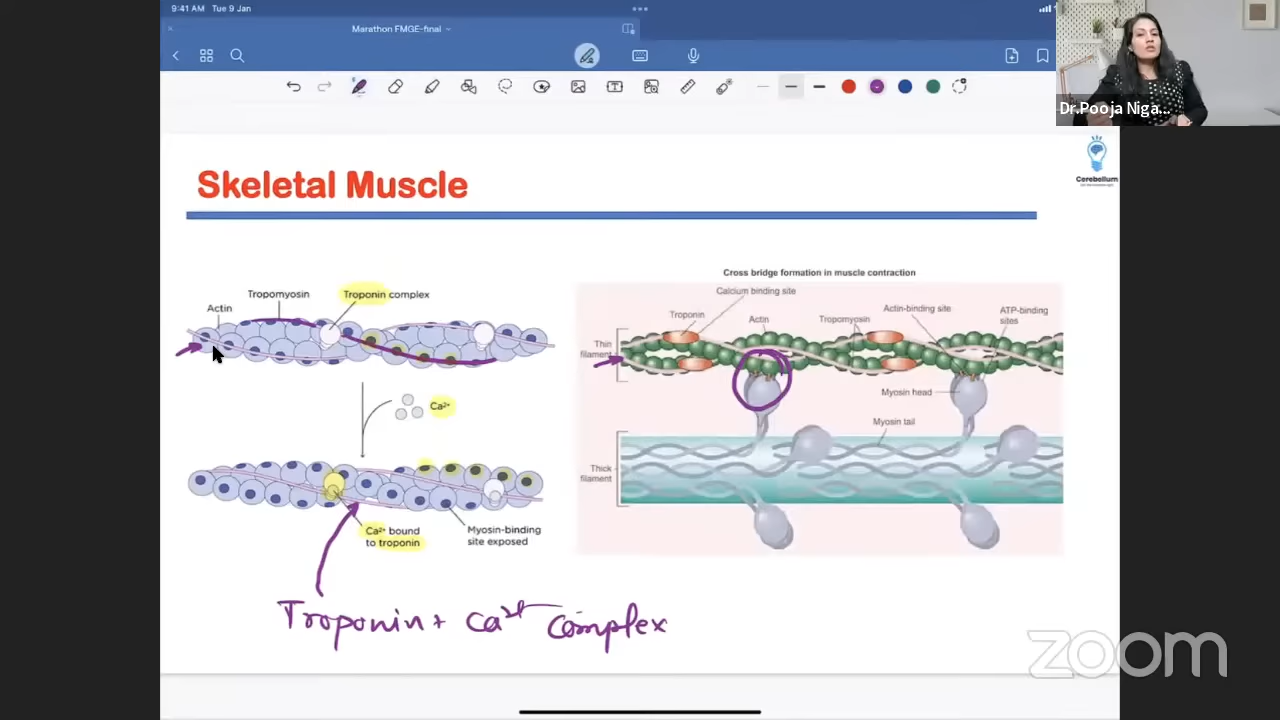 9:41 AM Tue 9 Jan
Marathon FMGE-final
Dr.Pooja Niga...
Cerebellum
Skeletal Muscle
Cross bridge formation in muscle contraction
Tropomyosin
Troponin complex
Actin
Ca²⁺
Ca²⁺ bound
to troponin
Myosin-binding
site exposed
Calcium binding site
Troponin
Actin
Tropomyosin
Actin-binding site
ATP-binding
sites
Thin
filament
Myosin head
Myosin tail
Thick
filament
Troponin + Ca²⁺ complex
zoom